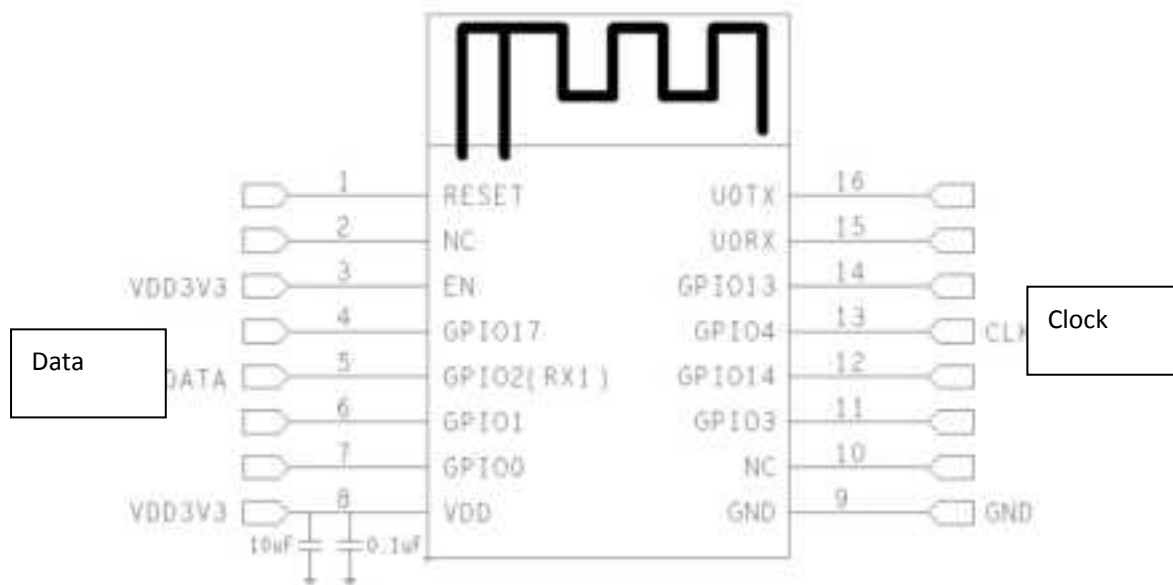 1 RESET U0TX 16
2 NC U0RX 15
VDD3V3 3 EN GPIO13 14
4 GPIO17 GPIO4 13 CLK
Clock
Data
DATA 5 GPIO2(RX1) GPIO14 12
6 GPIO1 GPIO3 11
7 GPIO0 NC 10
VDD3V3 8 VDD GND 9 GND
10uF 0.1uF